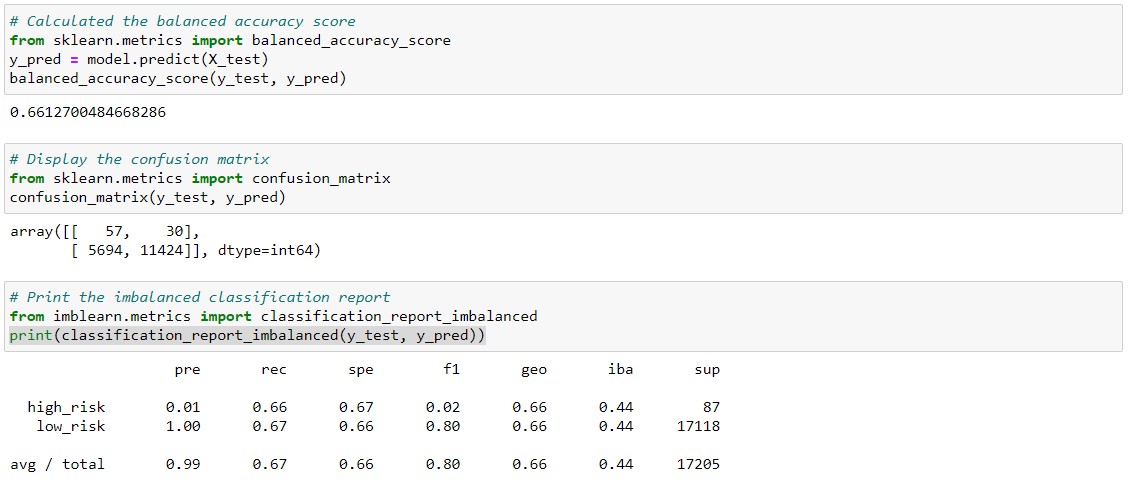 # Calculated the balanced accuracy score
from sklearn.metrics import balanced_accuracy_score
y_pred = model.predict(X_test)
balanced_accuracy_score(y_test, y_pred)
0.6612700484668286
# Display the confusion matrix
from sklearn.metrics import confusion_matrix
confusion_matrix(y_test, y_pred)
array([[   57,    30],
       [ 5694, 11424]], dtype=int64)
# Print the imbalanced classification report
from imblearn.metrics import classification_report_imbalanced
print(classification_report_imbalanced(y_test, y_pred))
                   pre       rec       spe        f1       geo       iba       sup
  high_risk       0.01      0.66      0.67      0.02      0.66      0.44        87
   low_risk       1.00      0.67      0.66      0.80      0.66      0.44     17118
avg / total       0.99      0.67      0.66      0.80      0.66      0.44     17205